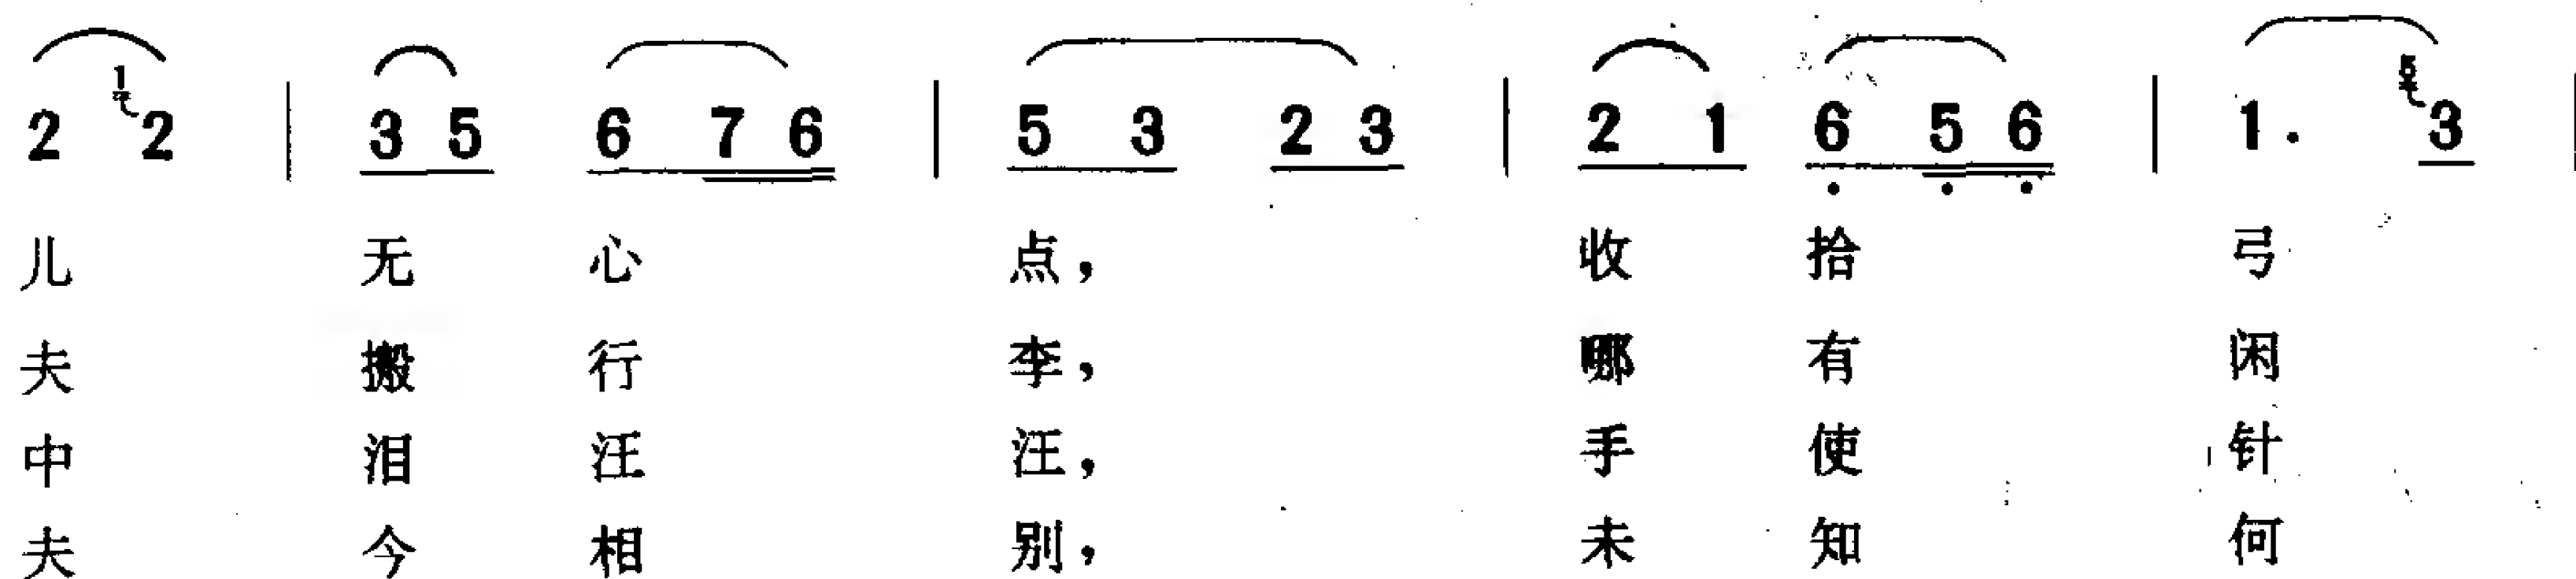 2 1 2 | 3 5 6 7 6 | 5 3 2 3 | 2 1 6 5 6 | 1. 5 3 |
儿 无 心 点， 收 拾 弓
夫 搬 行 李， 哪 有 闲
中 泪 汪 汪， 手 使 针
夫 今 相 别， 未 知 何